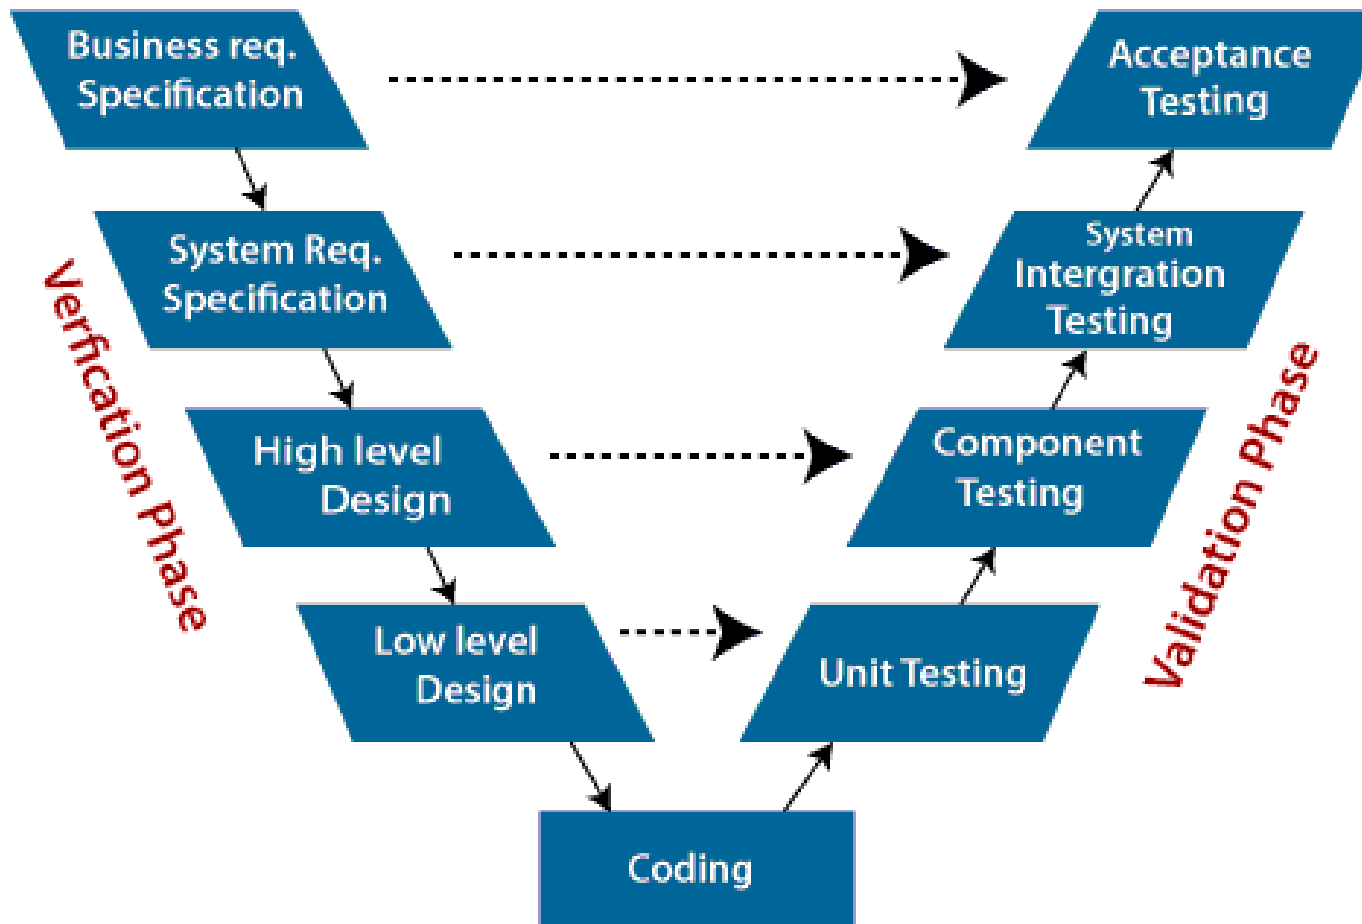 Business req.
Specification
Acceptance
Testing
System Req.
Specification
System
Intergration
Testing
Verfication Phase
Validation Phase
High level
Design
Component
Testing
Low level
Design
Unit Testing
Coding